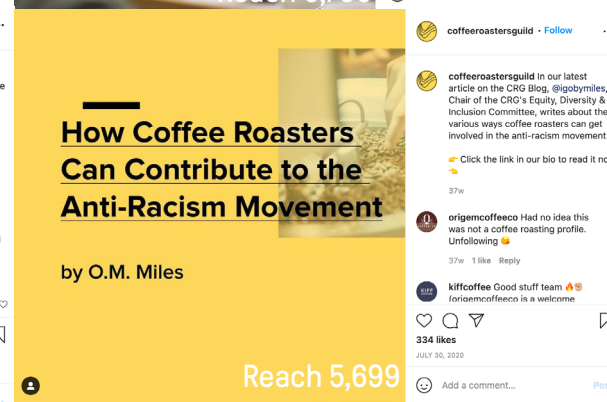 How Coffee Roasters
Can Contribute to the
Anti-Racism Movement
by O.M. Miles
Reach 5,699
coffeeroastersguild • Follow
coffeeroastersguild In our latest
article on the CRG Blog, @igobymiles,
Chair of the CRG's Equity, Diversity &
Inclusion Committee, writes about the
various ways coffee roasters can get
involved in the anti-racism movement
👉 Click the link in our bio to read it
👈
37w
origemcoffeeco Had no idea this
was not a coffee roasting profile.
Unfollowing 😘
37w 1 like Reply
kiffcoffee Good stuff team 🔥✊🏼
(origemcoffeeco is a welcome
334 likes
JULY 30, 2020
Add a comment...